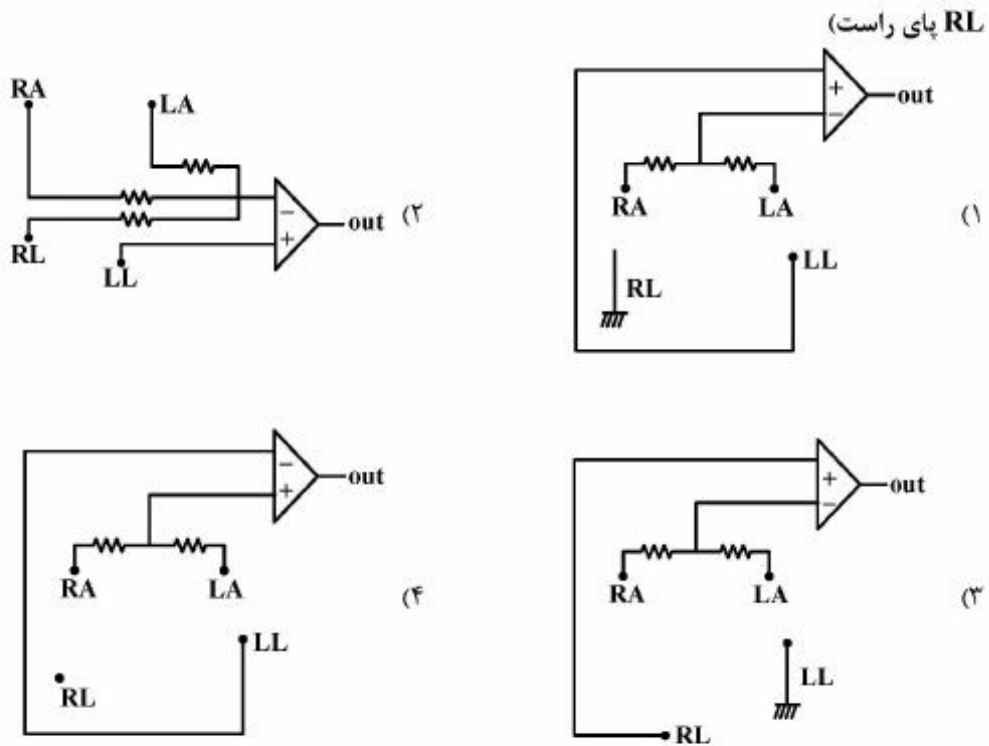 RL پای راست)
۱)
+
−
out
RA
LA
LL
RL
۲)
RA
LA
−
+
out
RL
LL
۳)
+
−
out
RA
LA
LL
RL
۴)
−
+
out
RA
LA
LL
RL